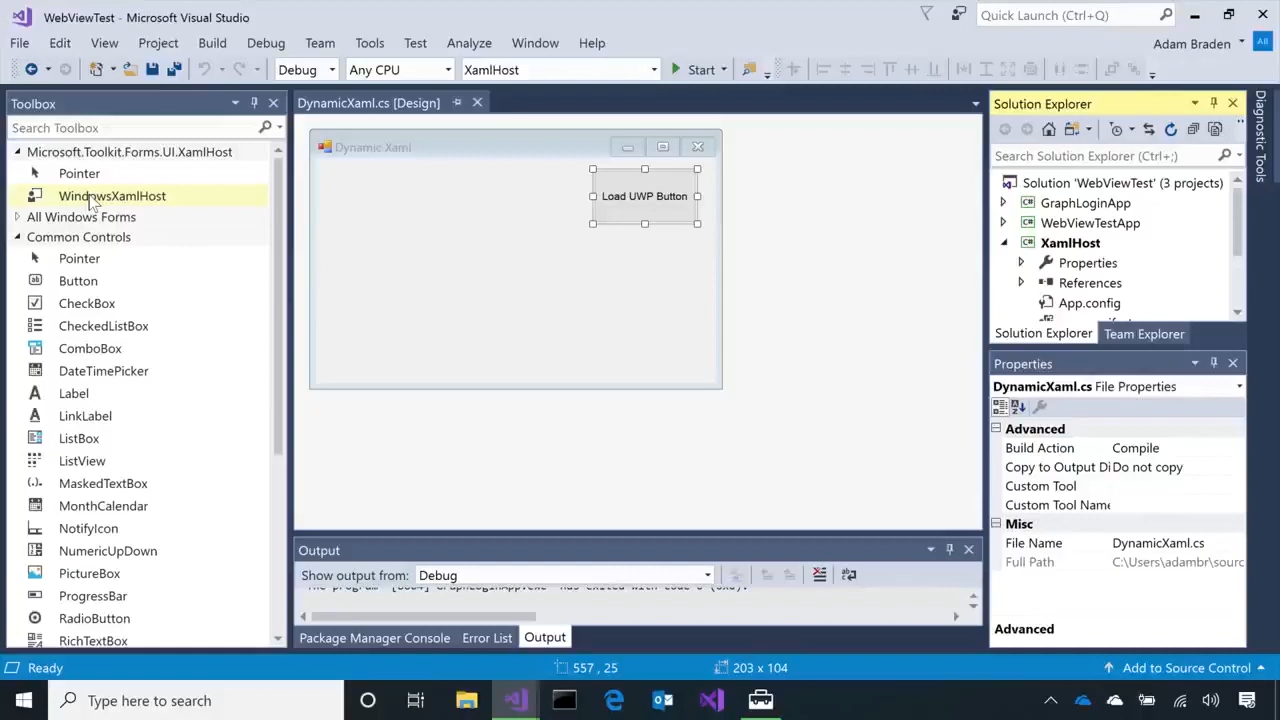 WebViewTest - Microsoft Visual Studio
Quick Launch (Ctrl+Q)
File Edit View Project Build Debug Team Tools Test Analyze Window Help
Adam Braden
AB
Debug Any CPU XamlHost Start
Toolbox
Search Toolbox
Microsoft.Toolkit.Forms.UI.XamlHost
Pointer
WindowsXamlHost
All Windows Forms
Common Controls
Pointer
Button
CheckBox
CheckedListBox
ComboBox
DateTimePicker
Label
LinkLabel
ListBox
ListView
MaskedTextBox
MonthCalendar
NotifyIcon
NumericUpDown
PictureBox
ProgressBar
RadioButton
RichTextBox
DynamicXaml.cs [Design]
Dynamic Xaml
Load UWP Button
Output
Show output from: Debug
Package Manager Console Error List Output
Solution Explorer
Search Solution Explorer (Ctrl+;)
Solution 'WebViewTest' (3 projects)
GraphLoginApp
WebViewTestApp
XamlHost
Properties
References
App.config
Solution Explorer Team Explorer
Properties
DynamicXaml.cs File Properties
Advanced
Build Action Compile
Copy to Output Di Do not copy
Custom Tool
Custom Tool Name
Misc
File Name DynamicXaml.cs
Full Path C:\Users\adambr\sourc
Advanced
Diagnostic Tools
Ready 557 , 25 203 x 104 Add to Source Control
Type here to search